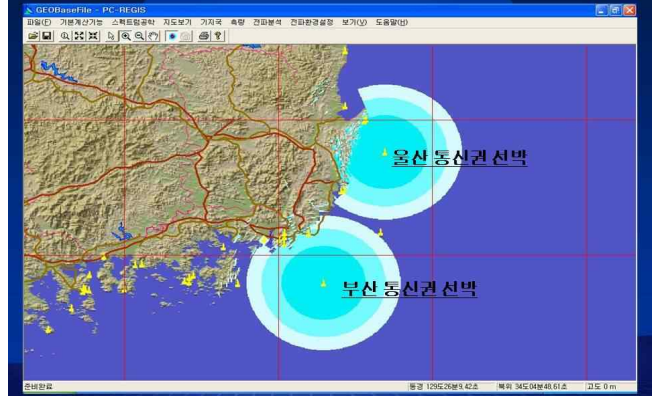 GEOBaseFile - PC-REGIS
파일(F) 기본계산기능 스펙트럼공학 지도보기 기지국 측량 전파분석 전파환경설정 보기(V) 도움말(H)
울산 통신권 선박
부산 통신권 선박
준비완료 동경 129도26분9.42초 북위 34도04분48.61초 고도 0 m